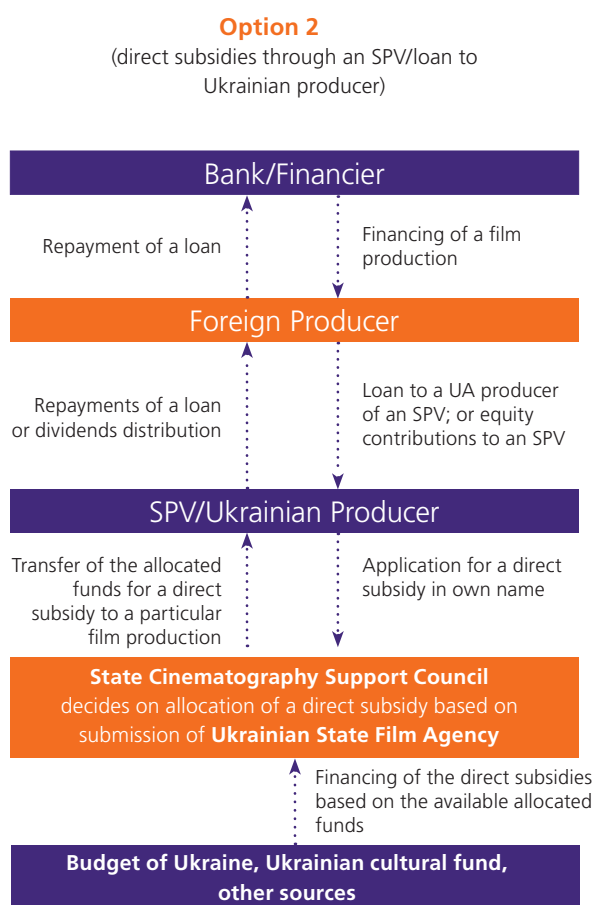 Option 2
(direct subsidies through an SPV/loan to
Ukrainian producer)
Bank/Financier
Repayment of a loan
Financing of a film
production
Foreign Producer
Repayments of a loan
or dividends distribution
Loan to a UA producer
of an SPV; or equity
contributions to an SPV
SPV/Ukrainian Producer
Transfer of the allocated
funds for a direct
subsidy to a particular
film production
Application for a direct
subsidy in own name
State Cinematography Support Council
decides on allocation of a direct subsidy based on
submission of Ukrainian State Film Agency
Financing of the direct subsidies
based on the available allocated
funds
Budget of Ukraine, Ukrainian cultural fund,
other sources